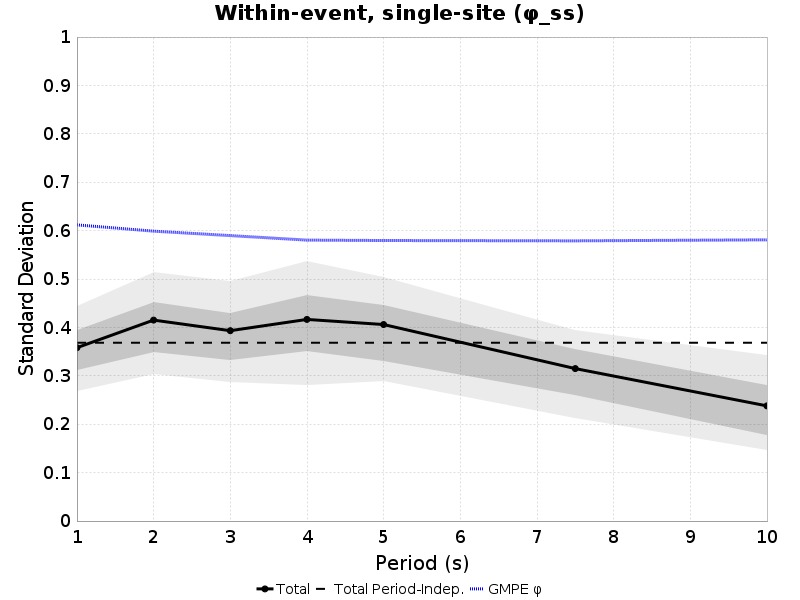 Within-event, single-site (φ_ss)
1
0.9
0.8
0.7
0.6
0.5
0.4
0.3
0.2
0.1
0
Standard Deviation
1 2 3 4 5 6 7 8 9 10
Period (s)
Total Total Period-Indep. GMPE φ